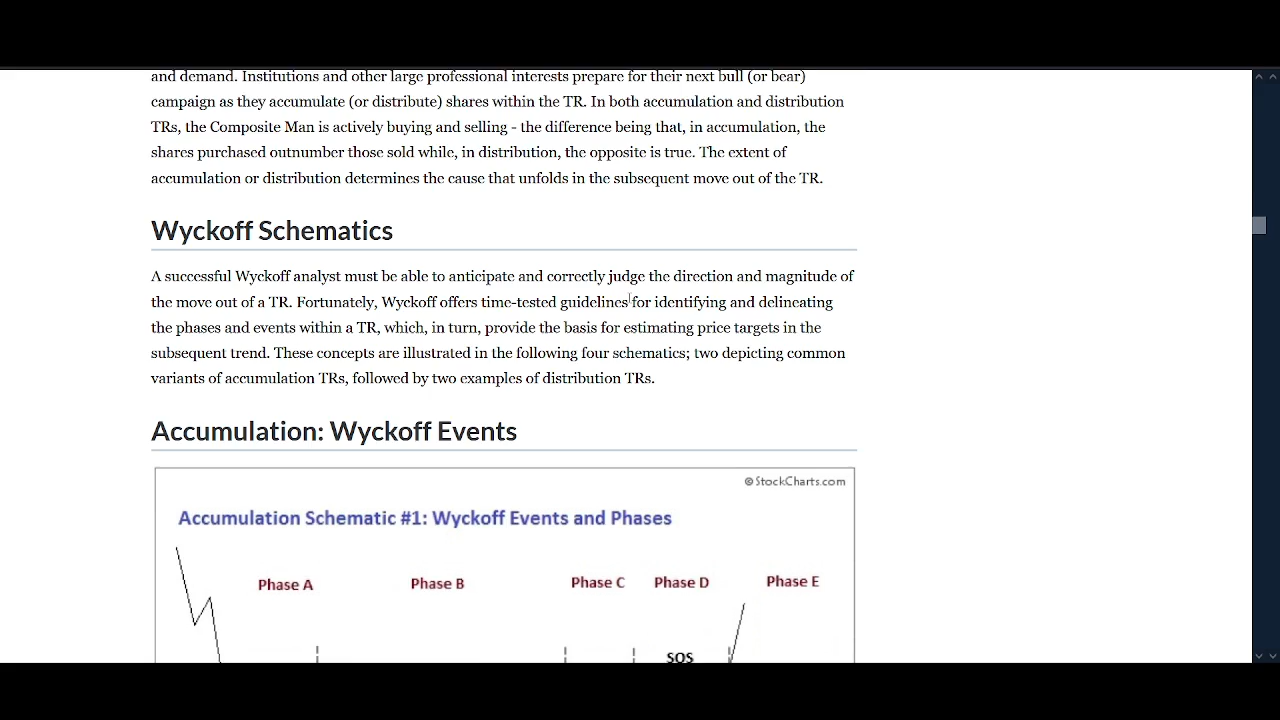 and demand. Institutions and other large professional interests prepare for their next bull (or bear)
campaign as they accumulate (or distribute) shares within the TR. In both accumulation and distribution
TRs, the Composite Man is actively buying and selling - the difference being that, in accumulation, the
shares purchased outnumber those sold while, in distribution, the opposite is true. The extent of
accumulation or distribution determines the cause that unfolds in the subsequent move out of the TR.
Wyckoff Schematics
A successful Wyckoff analyst must be able to anticipate and correctly judge the direction and magnitude of
the move out of a TR. Fortunately, Wyckoff offers time-tested guidelines for identifying and delineating
the phases and events within a TR, which, in turn, provide the basis for estimating price targets in the
subsequent trend. These concepts are illustrated in the following four schematics; two depicting common
variants of accumulation TRs, followed by two examples of distribution TRs.
Accumulation: Wyckoff Events
©StockCharts.com
Accumulation Schematic #1: Wyckoff Events and Phases
Phase A Phase B Phase C Phase D Phase E
SOS